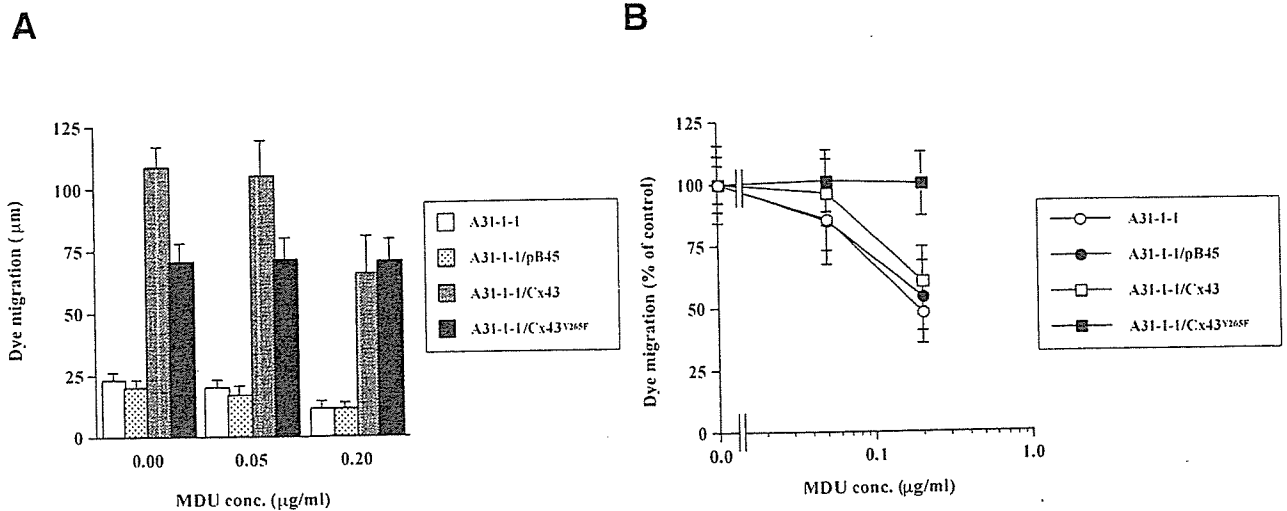 A
B
Dye migration (µm)
125
100
75
50
25
0
0.00
0.05
0.20
MDU conc. (µg/ml)
A31-1-1
A31-1-1/pB45
A31-1-1/Cx43
A31-1-1/Cx43Y265F
Dye migration (% of control)
125
100
75
50
25
0
0.0
0.1
1.0
MDU conc. (µg/ml)
A31-1-1
A31-1-1/pB45
A31-1-1/Cx43
A31-1-1/Cx43Y265F